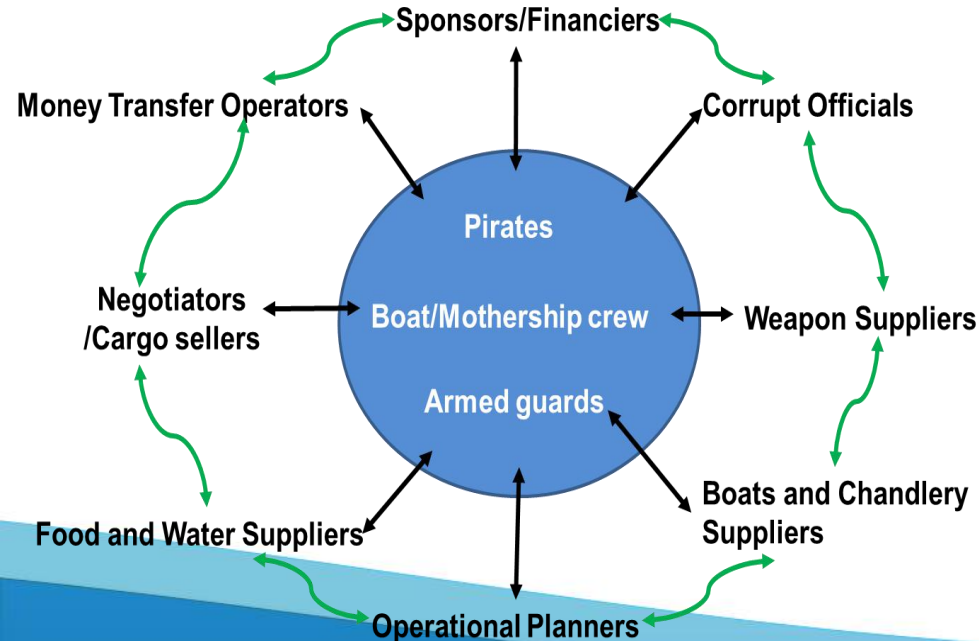 Sponsors/Financiers
Money Transfer Operators
Corrupt Officials
Pirates
Negotiators
/Cargo sellers
Boat/Mothership crew
Weapon Suppliers
Armed guards
Boats and Chandlery
Suppliers
Food and Water Suppliers
Operational Planners